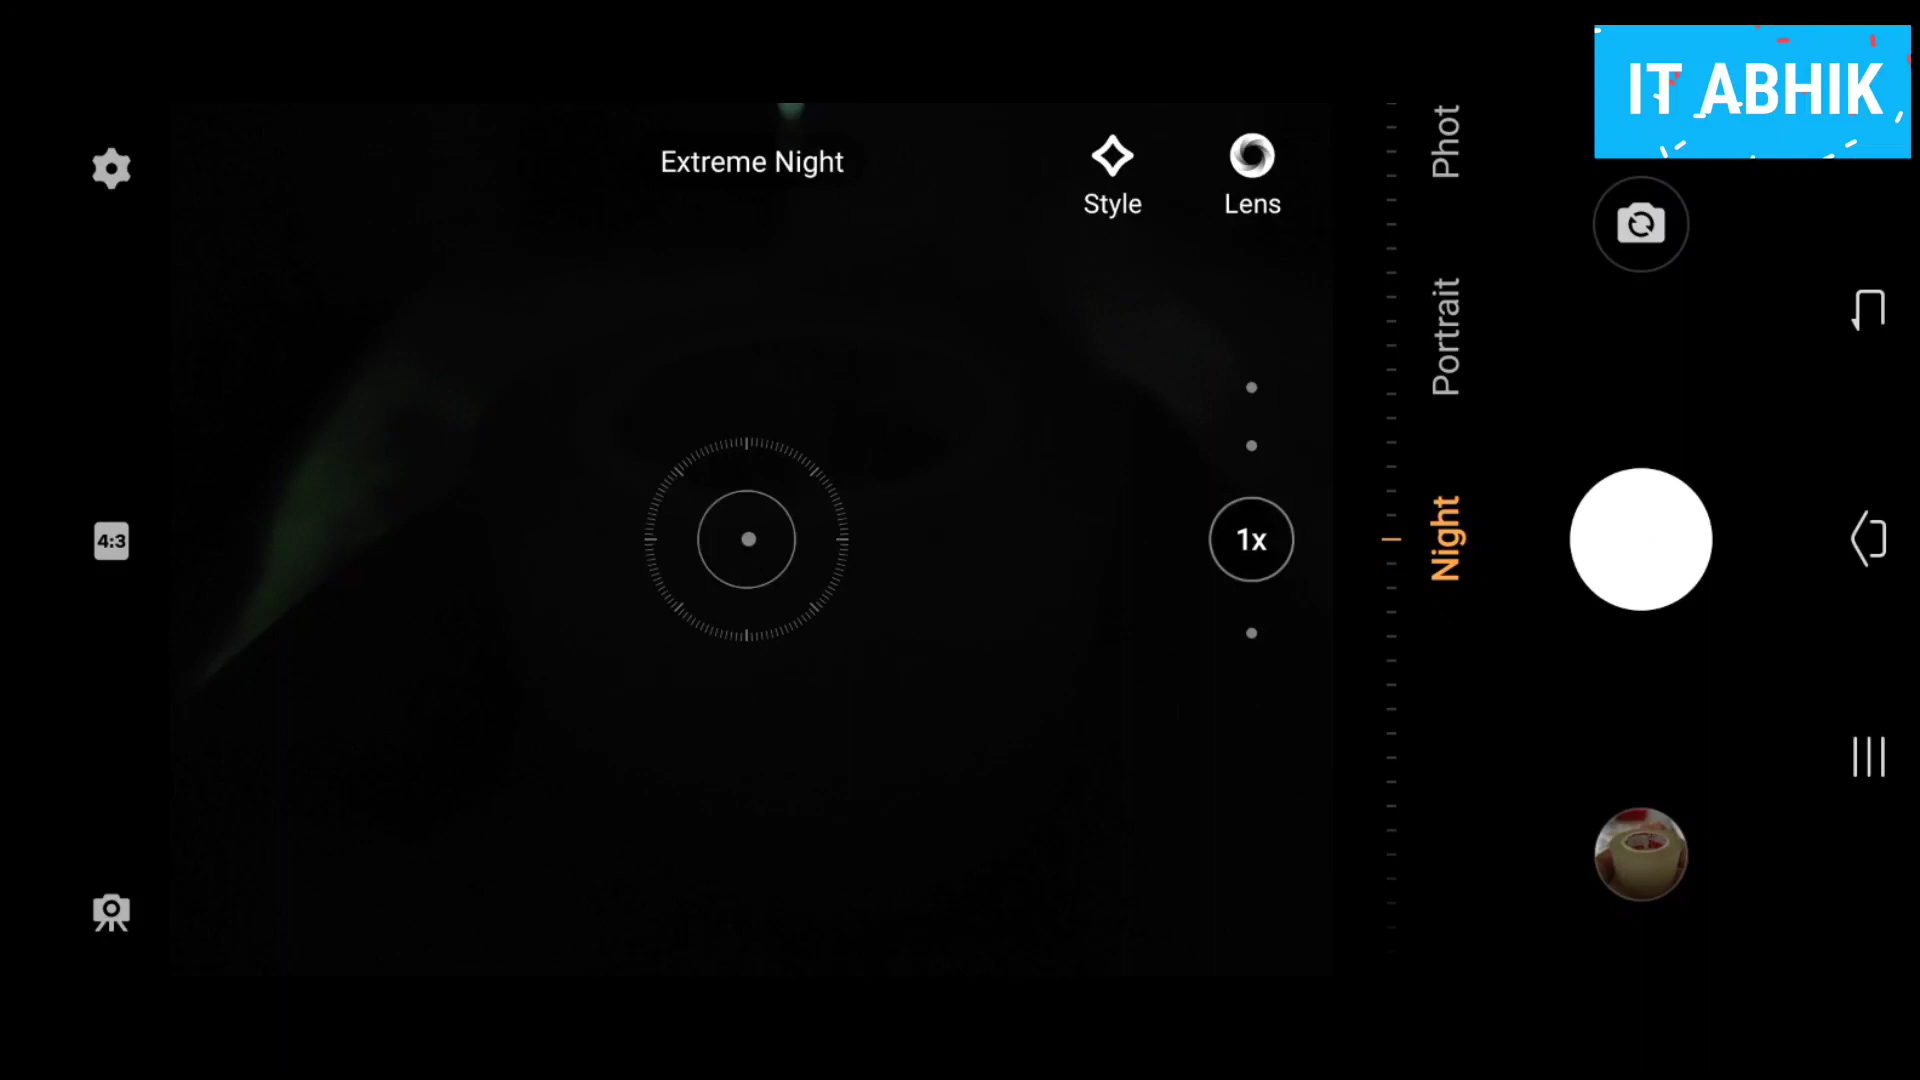 IT ABHIK
Extreme Night
Style
Lens
Phot
Portrait
Night
4:3
1x